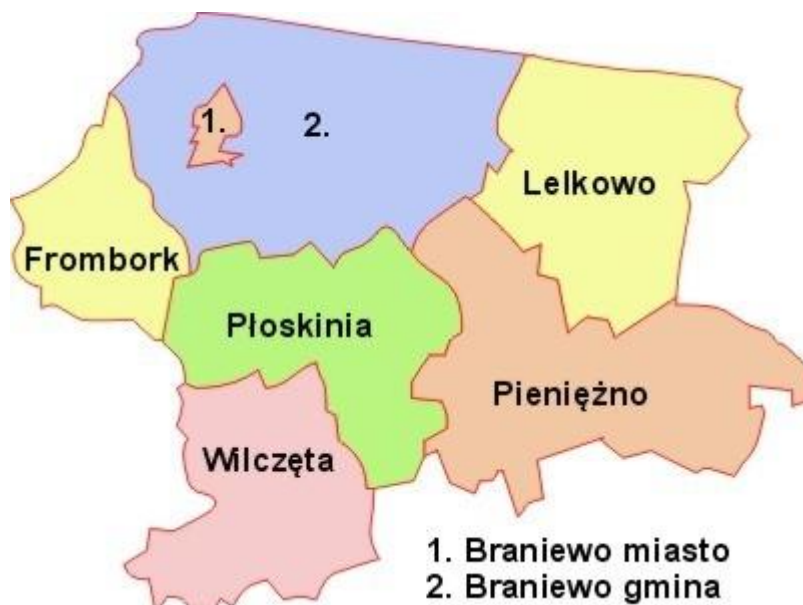 1.
2.
Lelkowo
Frombork
Płoskinia
Pieniężno
Wilczęta
1. Braniewo miasto
2. Braniewo gmina